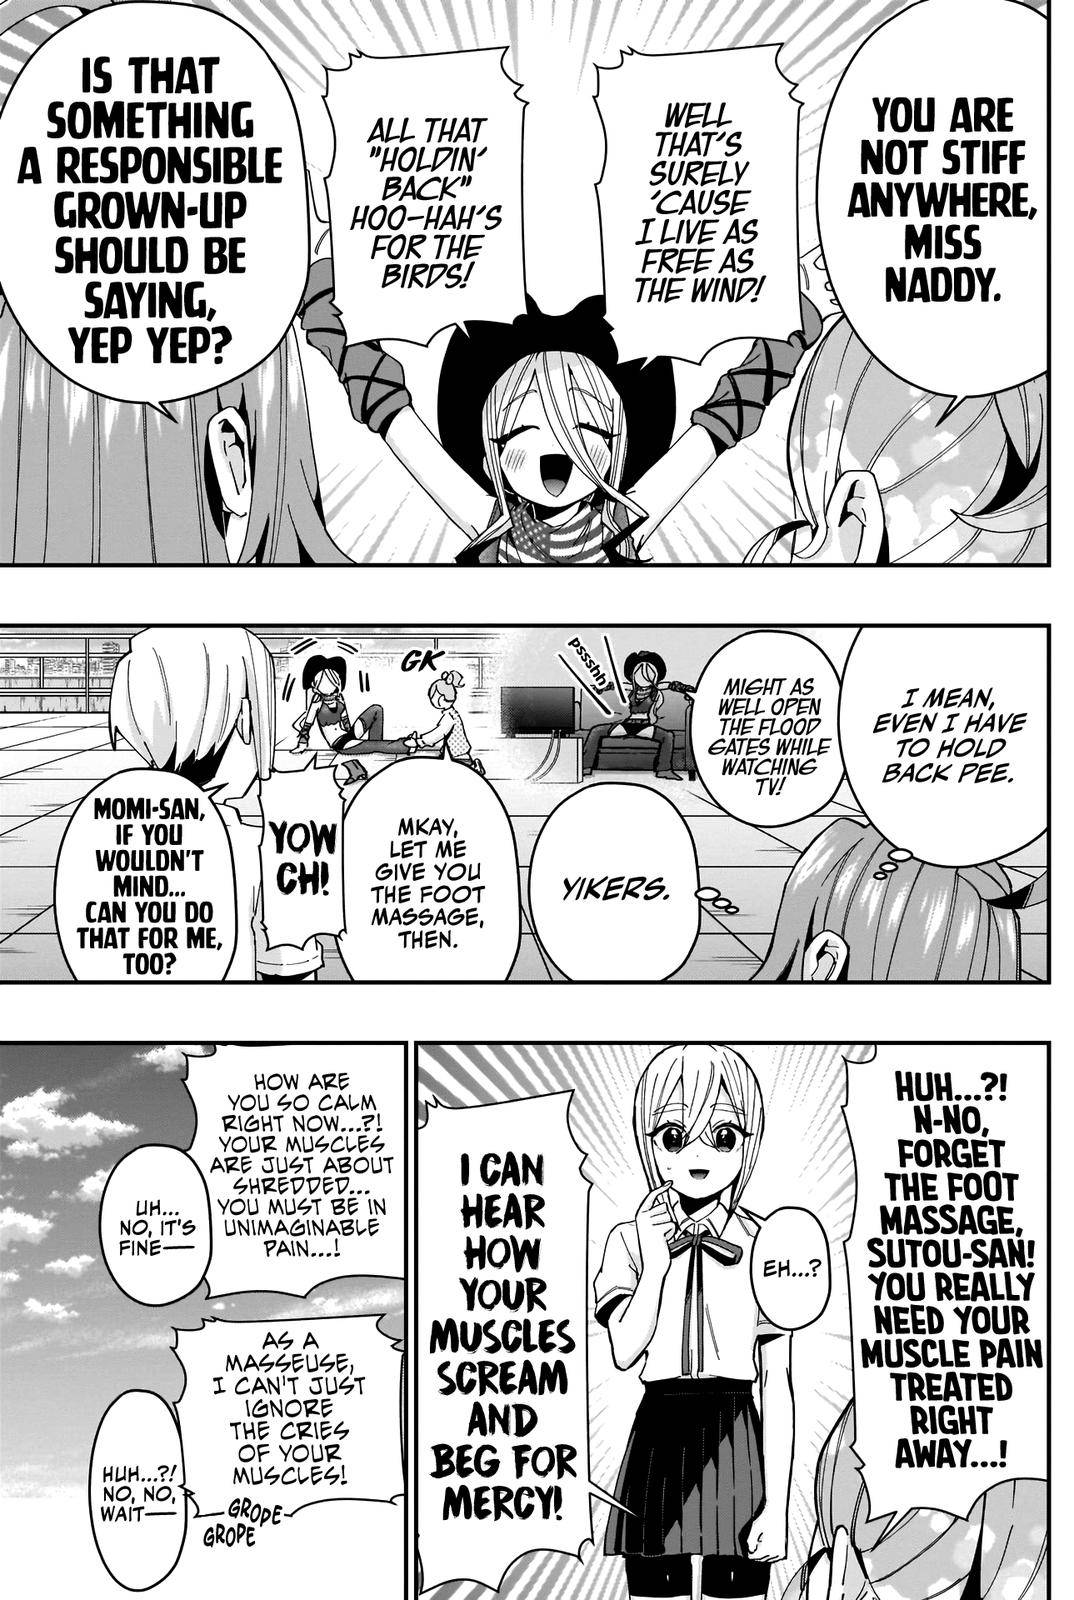 YOU ARE
NOT STIFF
ANYWHERE,
MISS
NADDY.
WELL
THAT'S
SURELY
'CAUSE
I LIVE AS
FREE AS
THE WIND!
ALL THAT
"HOLDIN'
BACK"
HOO-HAH'S
FOR THE
BIRDS!
IS THAT
SOMETHING
A RESPONSIBLE
GROWN-UP
SHOULD BE
SAYING,
YEP YEP?
I MEAN,
EVEN I HAVE
TO HOLD
BACK PEE.
MIGHT AS
WELL OPEN
THE FLOOD
GATES WHILE
WATCHING
TV!
psssshh
YIKERS.
GK
MKAY,
LET ME
GIVE YOU
THE FOOT
MASSAGE,
THEN.
YOW
CH!
MOMI-SAN,
IF YOU
WOULDN'T
MIND...
CAN YOU DO
THAT FOR ME,
TOO?
HUH...?!
N-NO,
FORGET
THE FOOT
MASSAGE,
SUTOU-SAN!
YOU REALLY
NEED YOUR
MUSCLE PAIN
TREATED
RIGHT
AWAY...!
EH...?
I CAN
HEAR
HOW
YOUR
MUSCLES
SCREAM
AND
BEG FOR
MERCY!
HOW ARE
YOU SO CALM
RIGHT NOW...?!
YOUR MUSCLES
ARE JUST ABOUT
SHREDDED...
YOU MUST BE IN
UNIMAGINABLE
PAIN...!
UH...
NO, IT'S
FINE—
AS A
MASSEUSE,
I CAN'T JUST
IGNORE
THE CRIES
OF YOUR
MUSCLES!
GROPE
GROPE
HUH...?!
NO, NO,
WAIT—